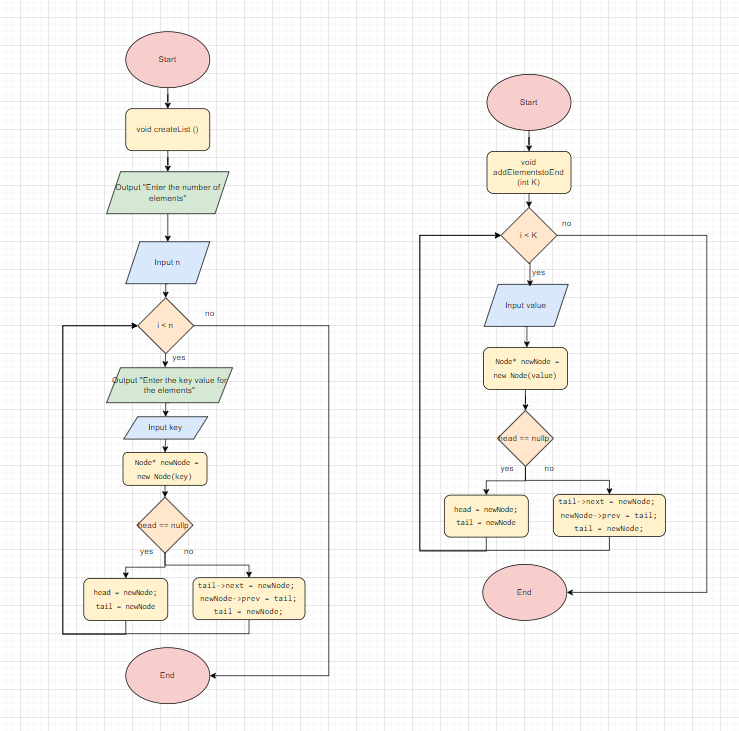 Start
void createList ()
Output "Enter the number of
elements"
Input n
i < n
no
yes
Output "Enter the key value for
the elements"
Input key
Node* newNode =
new Node(key)
head == nullp
yes
no
head = newNode;
tail = newNode
tail->next = newNode;
newNode->prev = tail;
tail = newNode;
End
Start
void
addElementstoEnd
(int K)
i < K
no
yes
Input value
Node* newNode =
new Node(value)
head == nullp
yes
no
head = newNode;
tail = newNode
tail->next = newNode;
newNode->prev = tail;
tail = newNode;
End